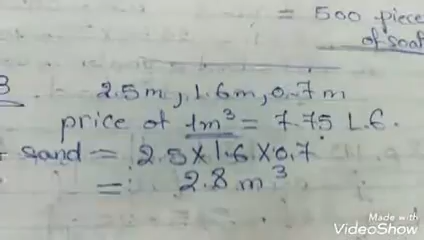 = 500 piece
of soap
3
2.5m, 1.6m, 0.7m
price of 1m³ = 7.75 L.E.
sand = 2.5 X 1.6 X 0.7
= 2.8 m³
Made with
VideoShow